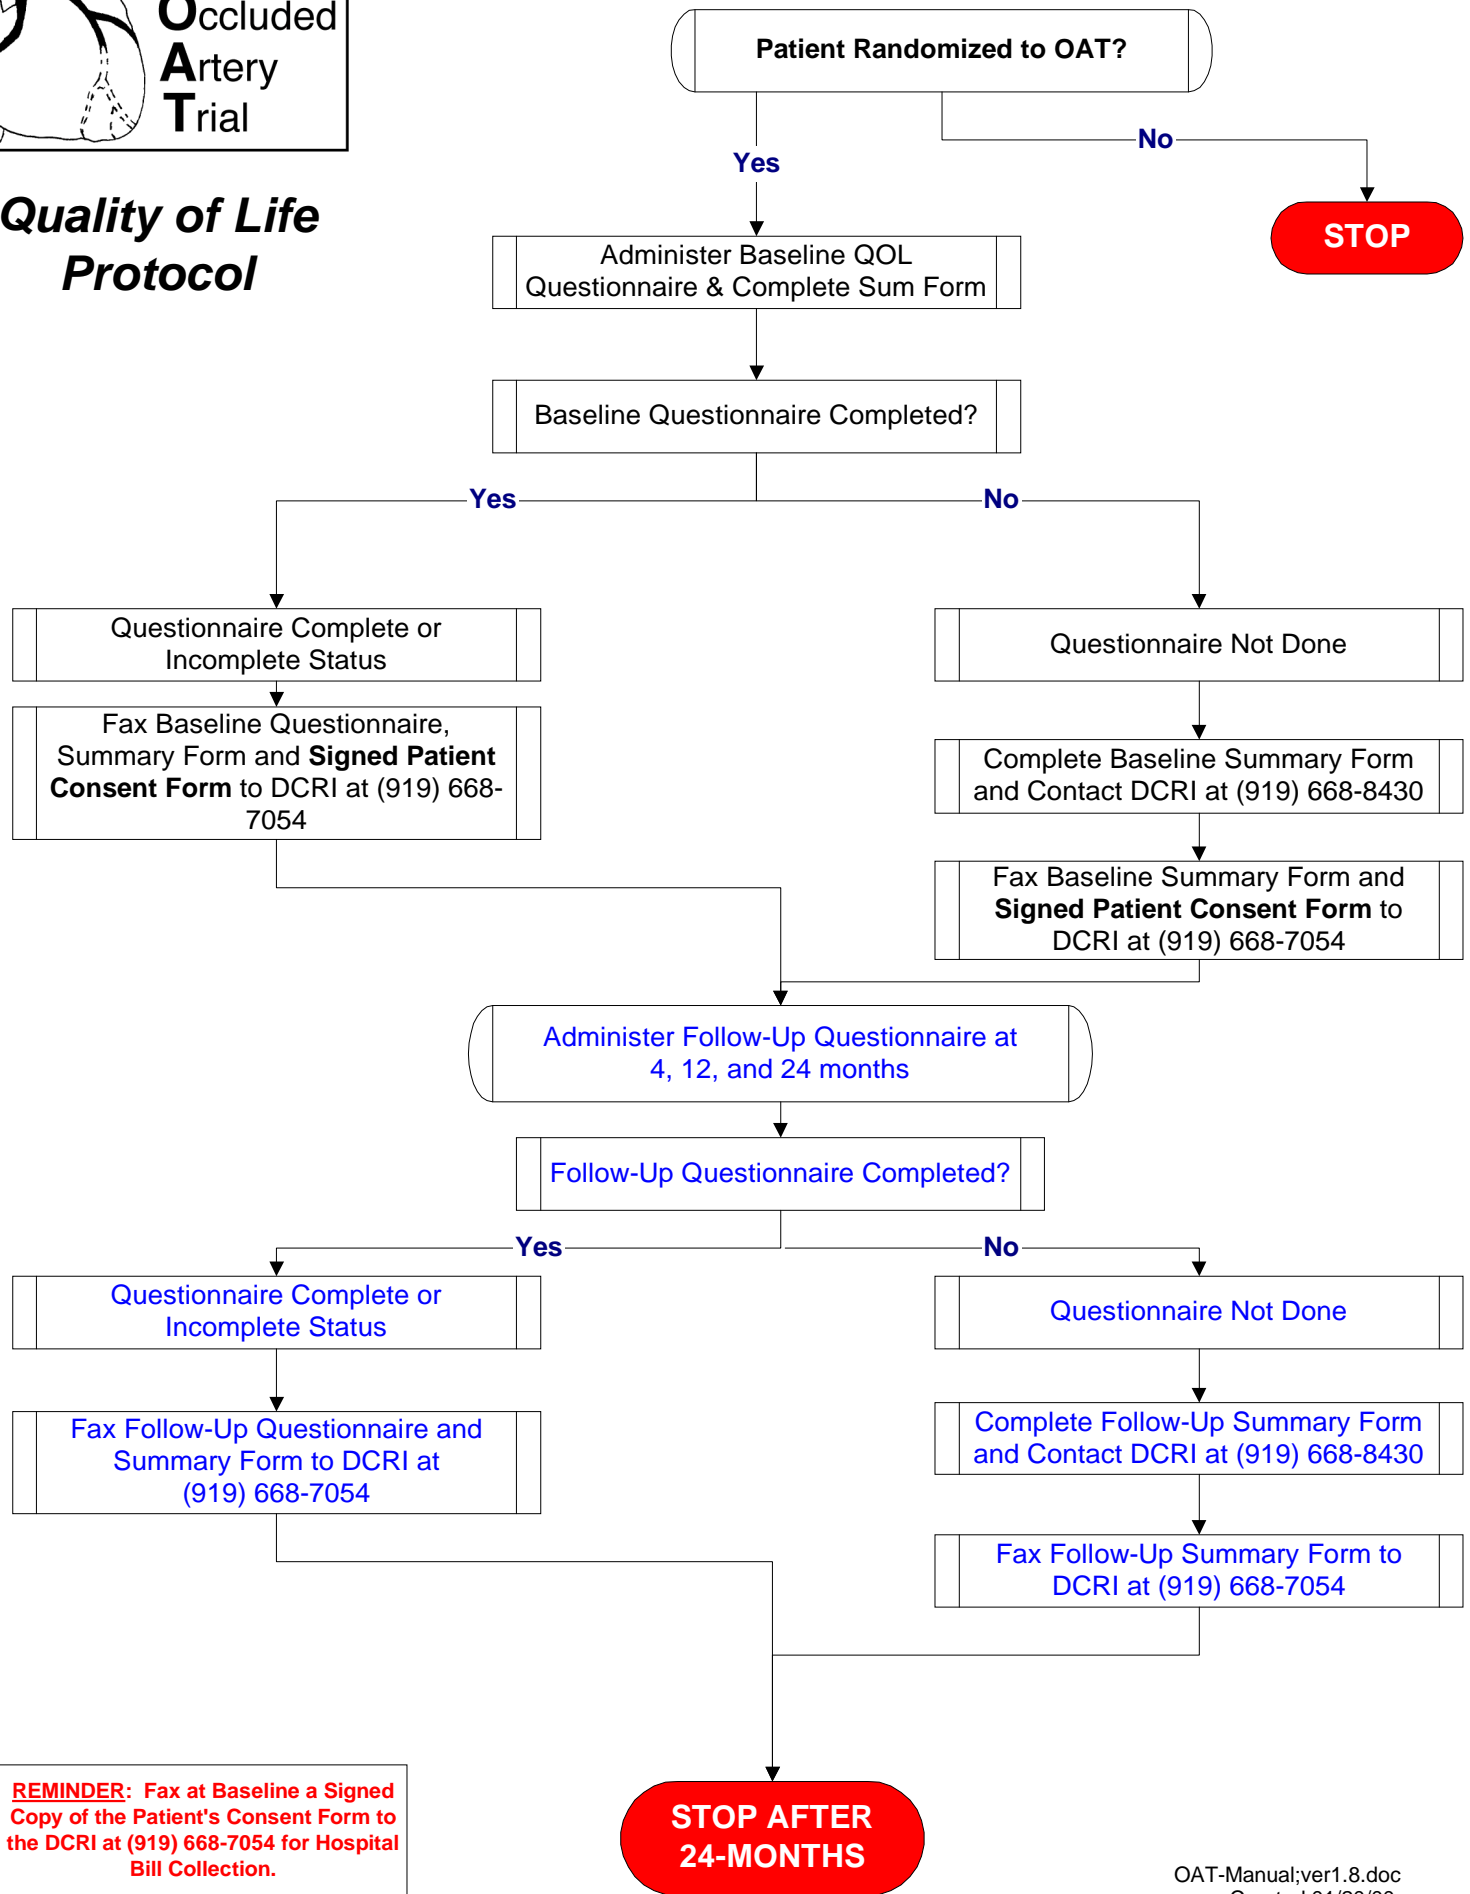 Occluded
Artery
Trial
Quality of Life
Protocol
Patient Randomized to OAT?
Yes
No
STOP
Administer Baseline QOL
Questionnaire & Complete Sum Form
Baseline Questionnaire Completed?
Yes
No
Questionnaire Complete or
Incomplete Status
Questionnaire Not Done
Fax Baseline Questionnaire,
Summary Form and Signed Patient
Consent Form to DCRI at (919) 668-
7054
Complete Baseline Summary Form
and Contact DCRI at (919) 668-8430
Fax Baseline Summary Form and
Signed Patient Consent Form to
DCRI at (919) 668-7054
Administer Follow-Up Questionnaire at
4, 12, and 24 months
Follow-Up Questionnaire Completed?
Yes
No
Questionnaire Complete or
Incomplete Status
Questionnaire Not Done
Fax Follow-Up Questionnaire and
Summary Form to DCRI at
(919) 668-7054
Complete Follow-Up Summary Form
and Contact DCRI at (919) 668-8430
Fax Follow-Up Summary Form to
DCRI at (919) 668-7054
REMINDER: Fax at Baseline a Signed
Copy of the Patient's Consent Form to
the DCRI at (919) 668-7054 for Hospital
Bill Collection.
STOP AFTER
24-MONTHS
OAT-Manual;ver1.8.doc